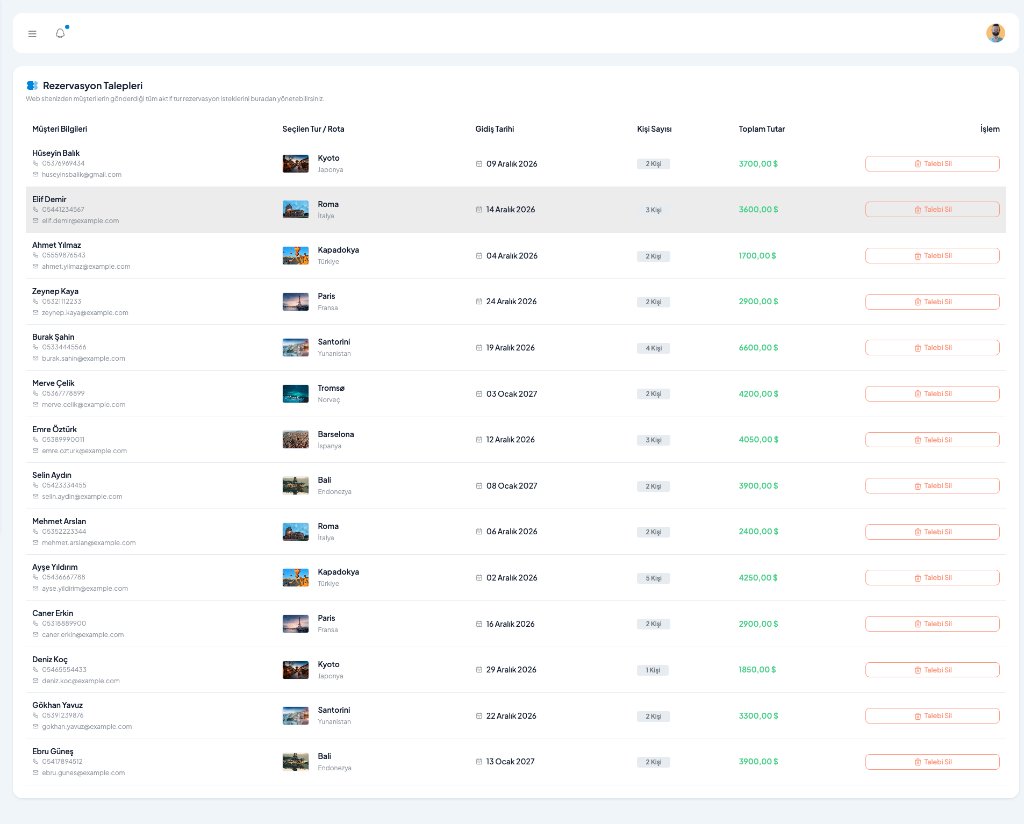 Rezervasyon Talepleri
Web sitenizden müşterilerin gönderdiği tüm aktif tur rezervasyon isteklerini buradan yönetebilirsiniz.
Müşteri Bilgileri Seçilen Tur / Rota Gidiş Tarihi Kişi Sayısı Toplam Tutar İşlem
Hüseyin Balık
05376969434
huseyinsbalik@gmail.com
Kyoto
Japonya
09 Aralık 2026
2 Kişi
3700,00 $
Talebi Sil
Elif Demir
05441234567
elif.demir@example.com
Roma
İtalya
14 Aralık 2026
3 Kişi
3600,00 $
Talebi Sil
Ahmet Yılmaz
05559876543
ahmet.yilmaz@example.com
Kapadokya
Türkiye
04 Aralık 2026
2 Kişi
1700,00 $
Talebi Sil
Zeynep Kaya
05321112233
zeynep.kaya@example.com
Paris
Fransa
24 Aralık 2026
2 Kişi
2900,00 $
Talebi Sil
Burak Şahin
05334445566
burak.sahin@example.com
Santorini
Yunanistan
19 Aralık 2026
4 Kişi
6600,00 $
Talebi Sil
Merve Çelik
05367778899
merve.celik@example.com
Tromsø
Norveç
03 Ocak 2027
2 Kişi
4200,00 $
Talebi Sil
Emre Öztürk
05389990011
emre.ozturk@example.com
Barselona
İspanya
12 Aralık 2026
3 Kişi
4050,00 $
Talebi Sil
Selin Aydın
05423334455
selin.aydin@example.com
Bali
Endonezya
08 Ocak 2027
2 Kişi
3900,00 $
Talebi Sil
Mehmet Arslan
05352223344
mehmet.arslan@example.com
Roma
İtalya
06 Aralık 2026
2 Kişi
2400,00 $
Talebi Sil
Ayşe Yıldırım
05436667788
ayse.yildirim@example.com
Kapadokya
Türkiye
02 Aralık 2026
5 Kişi
4250,00 $
Talebi Sil
Caner Erkin
05318889900
caner.erkin@example.com
Paris
Fransa
16 Aralık 2026
2 Kişi
2900,00 $
Talebi Sil
Deniz Koç
05465554433
deniz.koc@example.com
Kyoto
Japonya
29 Aralık 2026
1 Kişi
1850,00 $
Talebi Sil
Gökhan Yavuz
05391239876
gokhan.yavuz@example.com
Santorini
Yunanistan
22 Aralık 2026
2 Kişi
3300,00 $
Talebi Sil
Ebru Güneş
05417894512
ebru.gunes@example.com
Bali
Endonezya
13 Ocak 2027
2 Kişi
3900,00 $
Talebi Sil